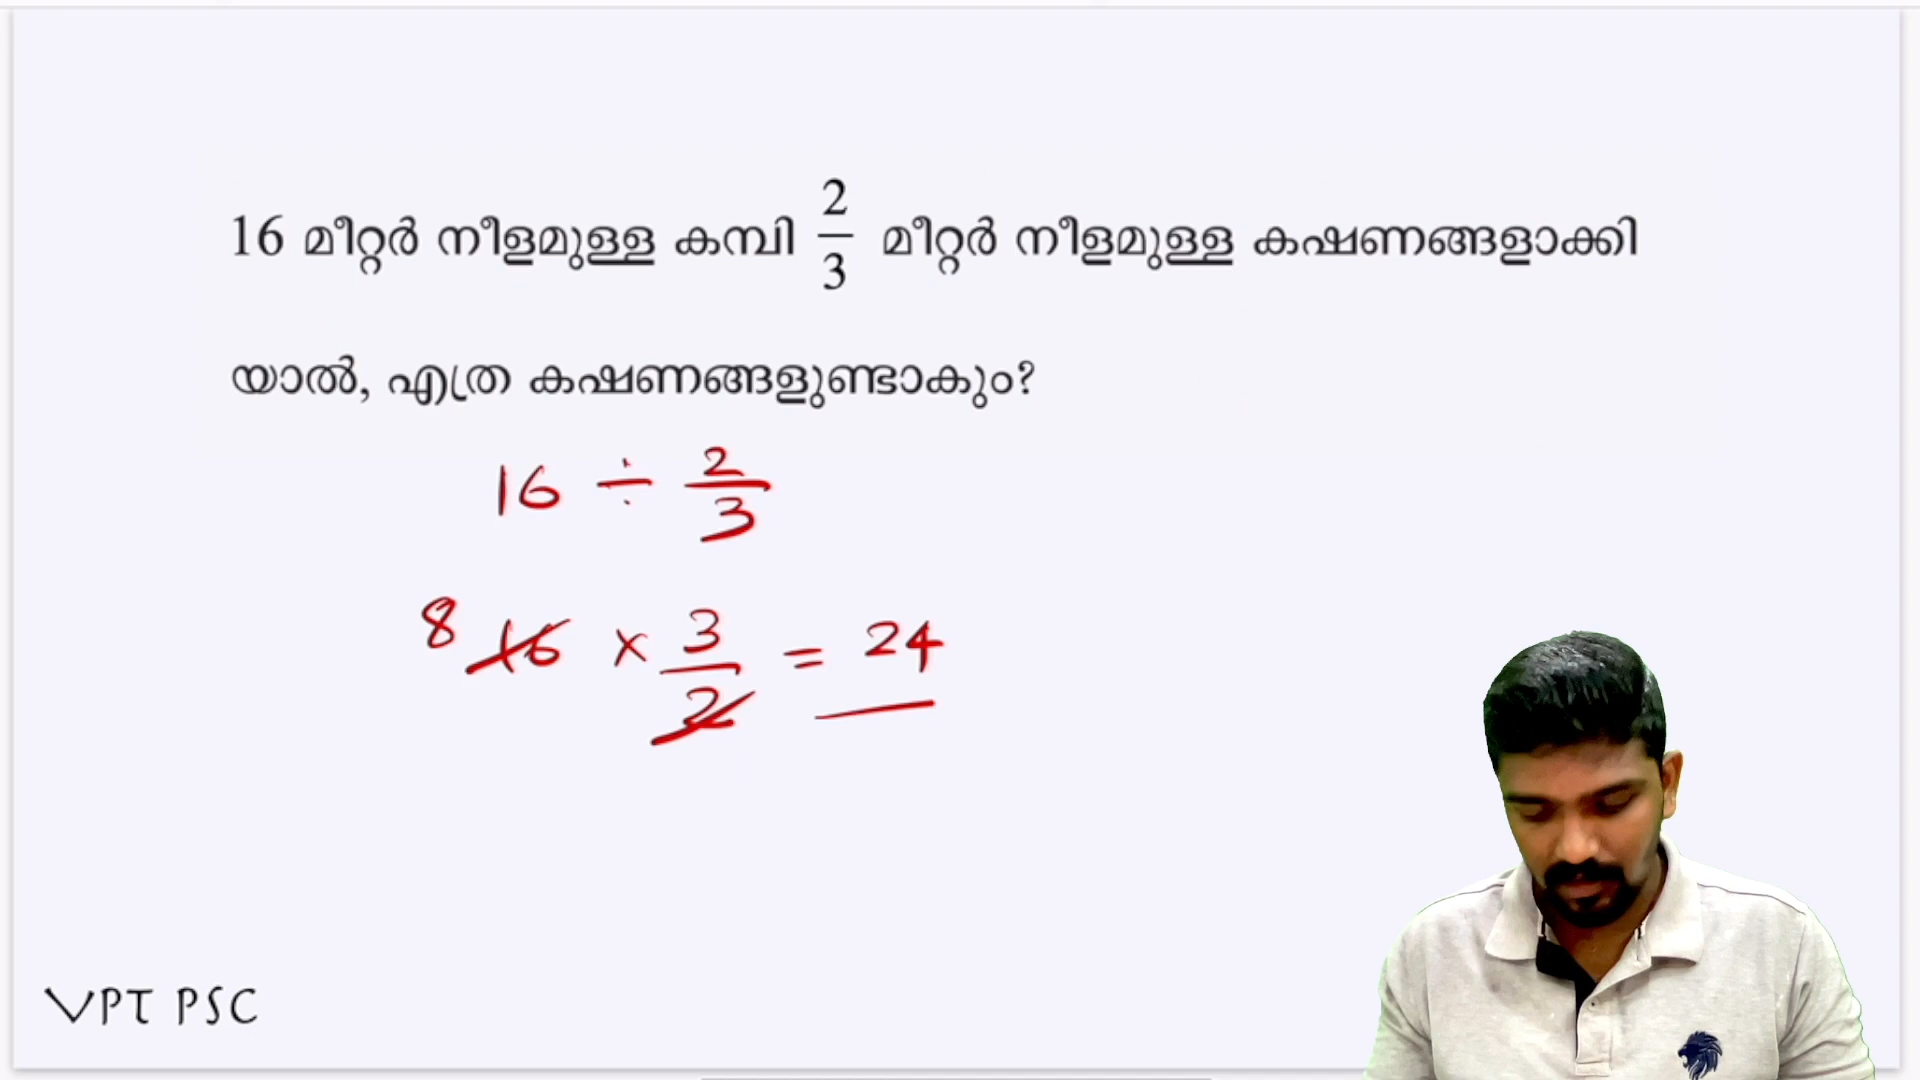 16 മീറ്റർ നീളമുള്ള കമ്പി 2/3 മീറ്റർ നീളമുള്ള കഷണങ്ങളാക്കി
യാൽ, എത്ര കഷണങ്ങളുണ്ടാകും?
16 ÷ 2/3
8 16 × 3/2 = 24
VPT PSC